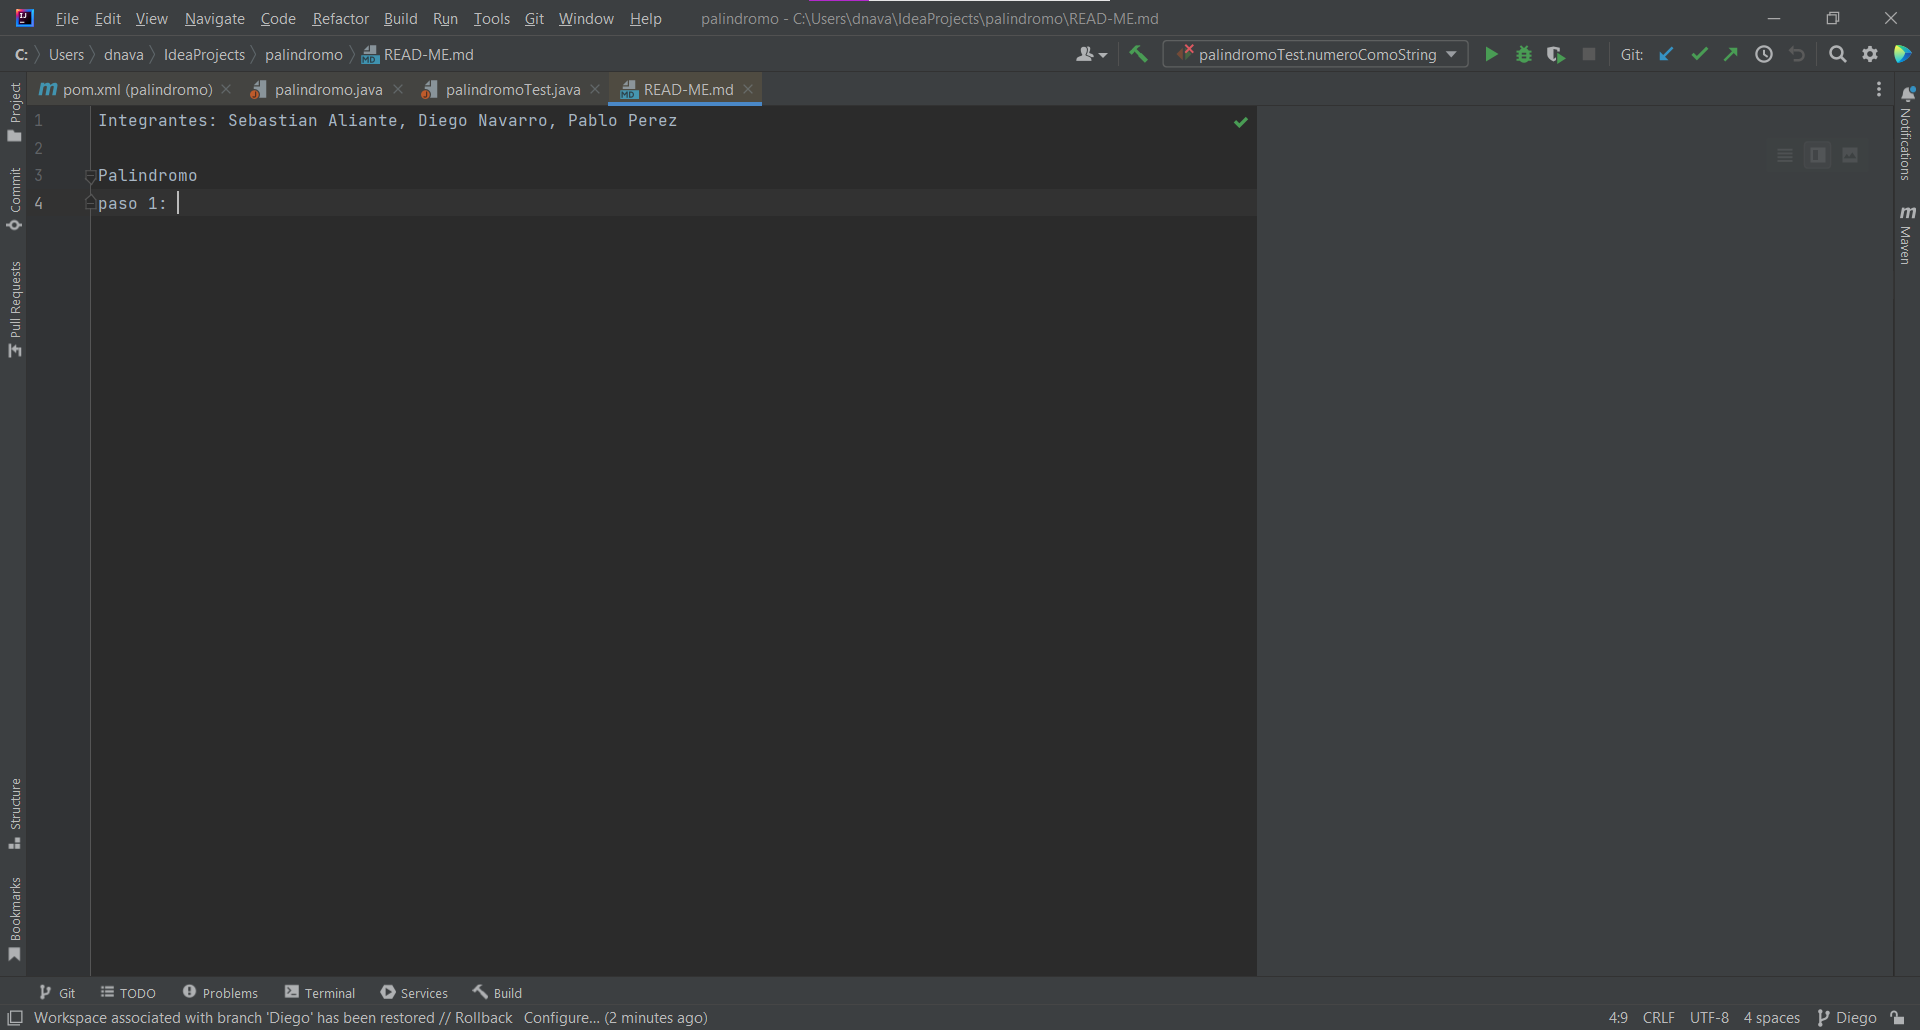 File Edit View Navigate Code Refactor Build Run Tools Git Window Help palindromo - C:\Users\dnava\IdeaProjects\palindromo\READ-ME.md
C: Users dnava IdeaProjects palindromo READ-ME.md palindromoTest.numeroComoString Git:
pom.xml (palindromo) palindromo.java palindromoTest.java READ-ME.md
1 Integrantes: Sebastian Aliante, Diego Navarro, Pablo Perez
2
3 Palindromo
4 paso 1:
Project
Commit
Pull Requests
Structure
Bookmarks
Notifications
Maven
Git TODO Problems Terminal Services Build
Workspace associated with branch 'Diego' has been restored // Rollback Configure... (2 minutes ago) 4:9 CRLF UTF-8 4 spaces Diego